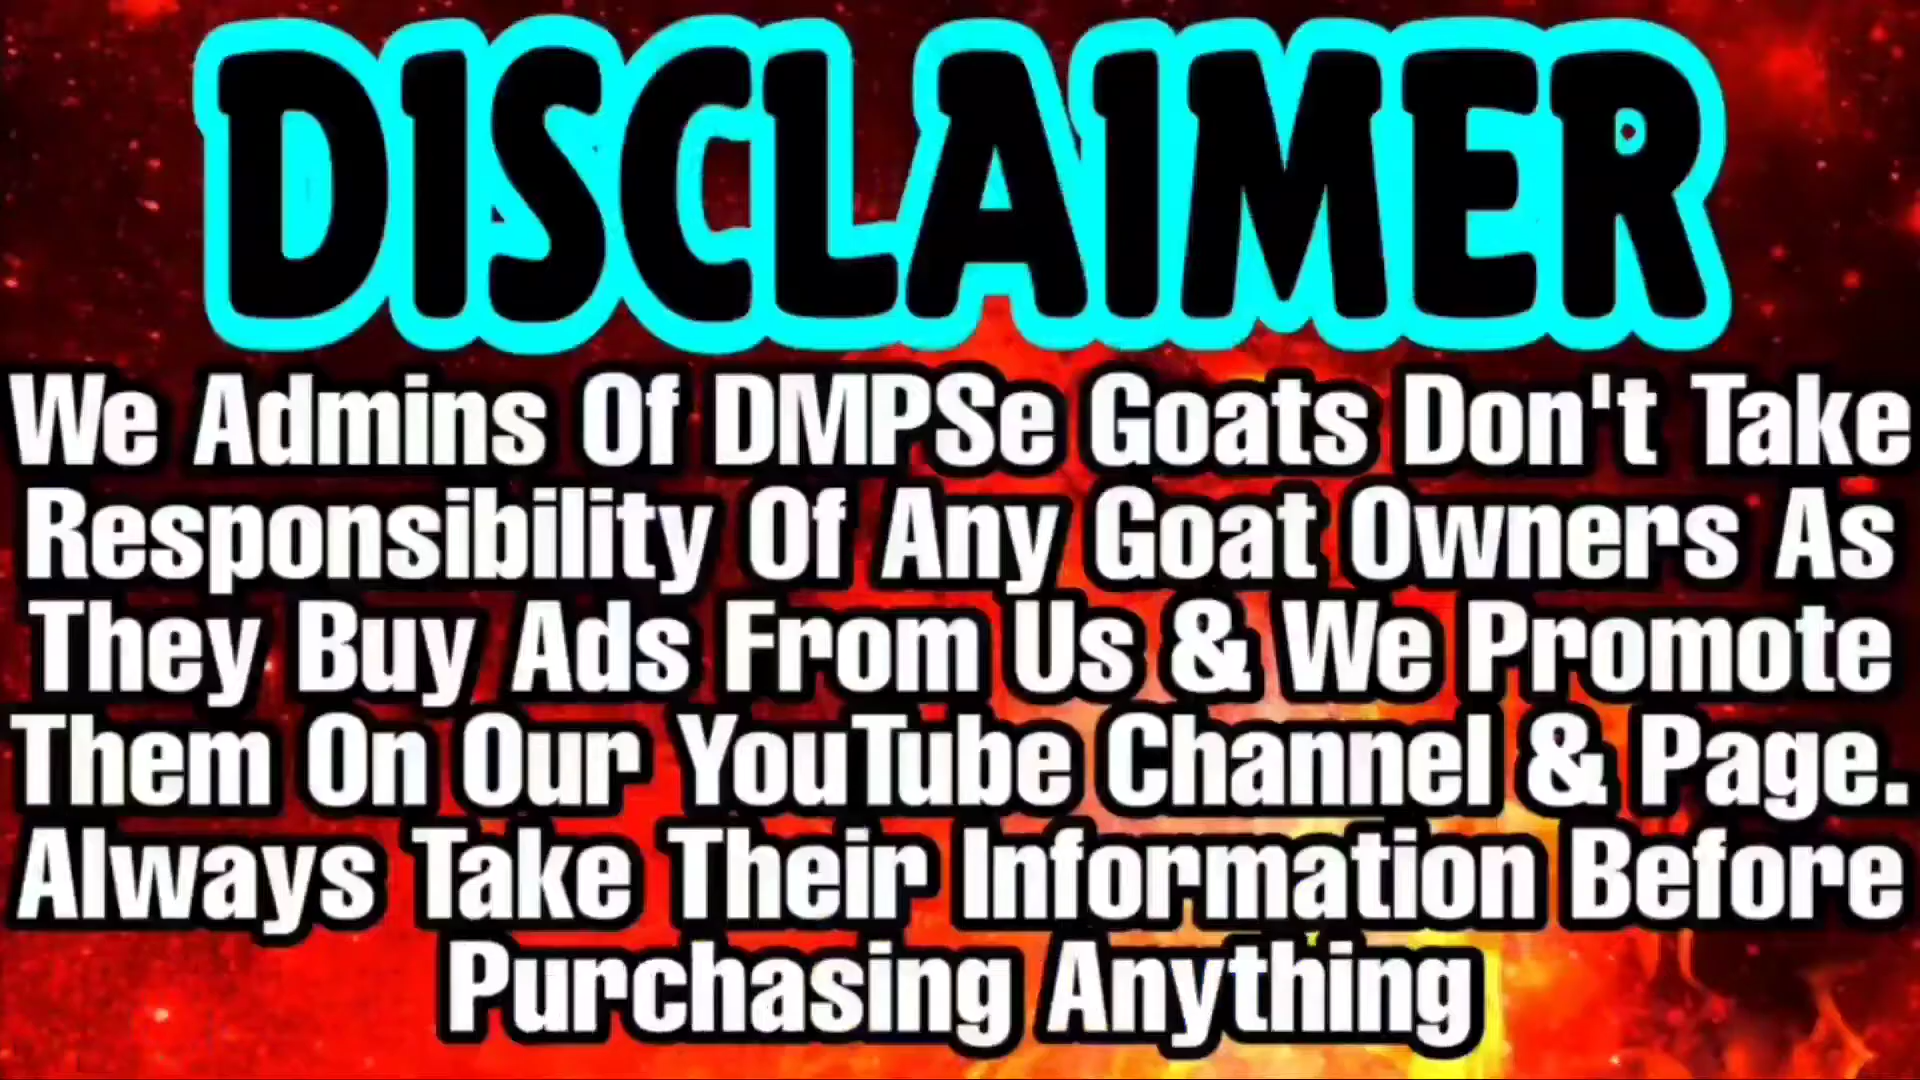 DISCLAIMER
We Admins Of DMPSe Goats Don't Take
Responsibility Of Any Goat Owners As
They Buy Ads From Us & We Promote
Them On Our YouTube Channel & Page.
Always Take Their Information Before
Purchasing Anything